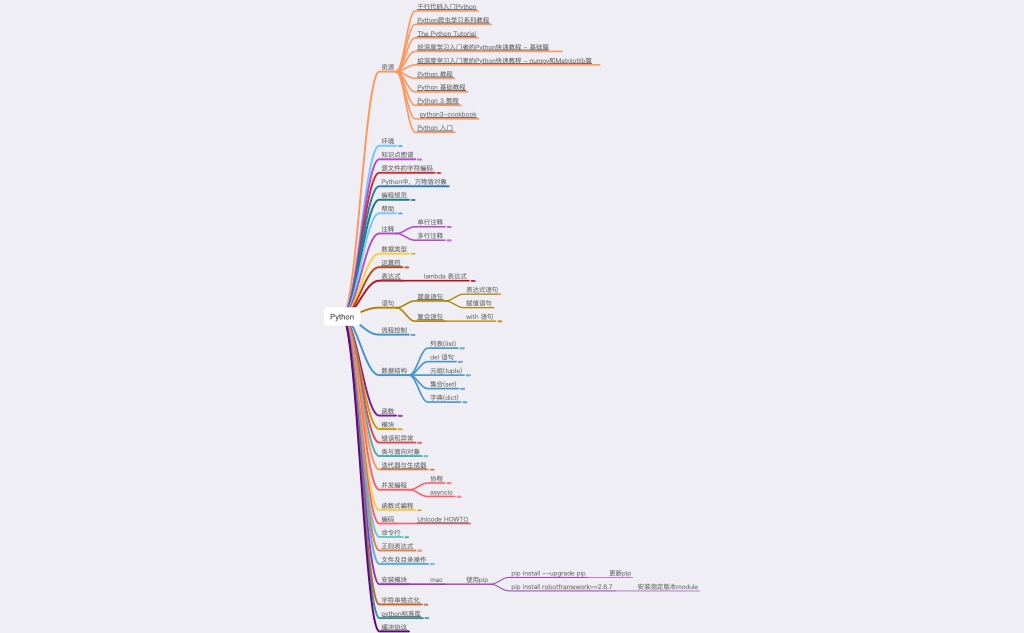 千行代码入门Python
Python爬虫学习系列教程
The Python Tutorial
给深度学习入门者的Python快速教程 - 基础篇
给深度学习入门者的Python快速教程 - numpy和Matplotlib篇
资源
Python 教程
Python 基础教程
Python 3 教程
python3-cookbook
Python 入门
环境
知识点图谱
源文件的字符编码
Python中，万物皆对象
编程规范
帮助
注释
单行注释
多行注释
数据类型
运算符
表达式
lambda 表达式
语句
简单语句
表达式语句
赋值语句
复合语句
with 语句
Python
流程控制
数据结构
列表(list)
del 语句
元组(tuple)
集合(set)
字典(dict)
函数
模块
错误和异常
类与面向对象
迭代器与生成器
并发编程
协程
asyncio
函数式编程
编码
Unicode HOWTO
命令行
正则表达式
文件及目录操作
安装模块
mac
使用pip
pip install --upgrade pip
更新pip
pip install robotframework==2.8.7
安装指定版本module
字符串格式化
python标准库
缓冲协议